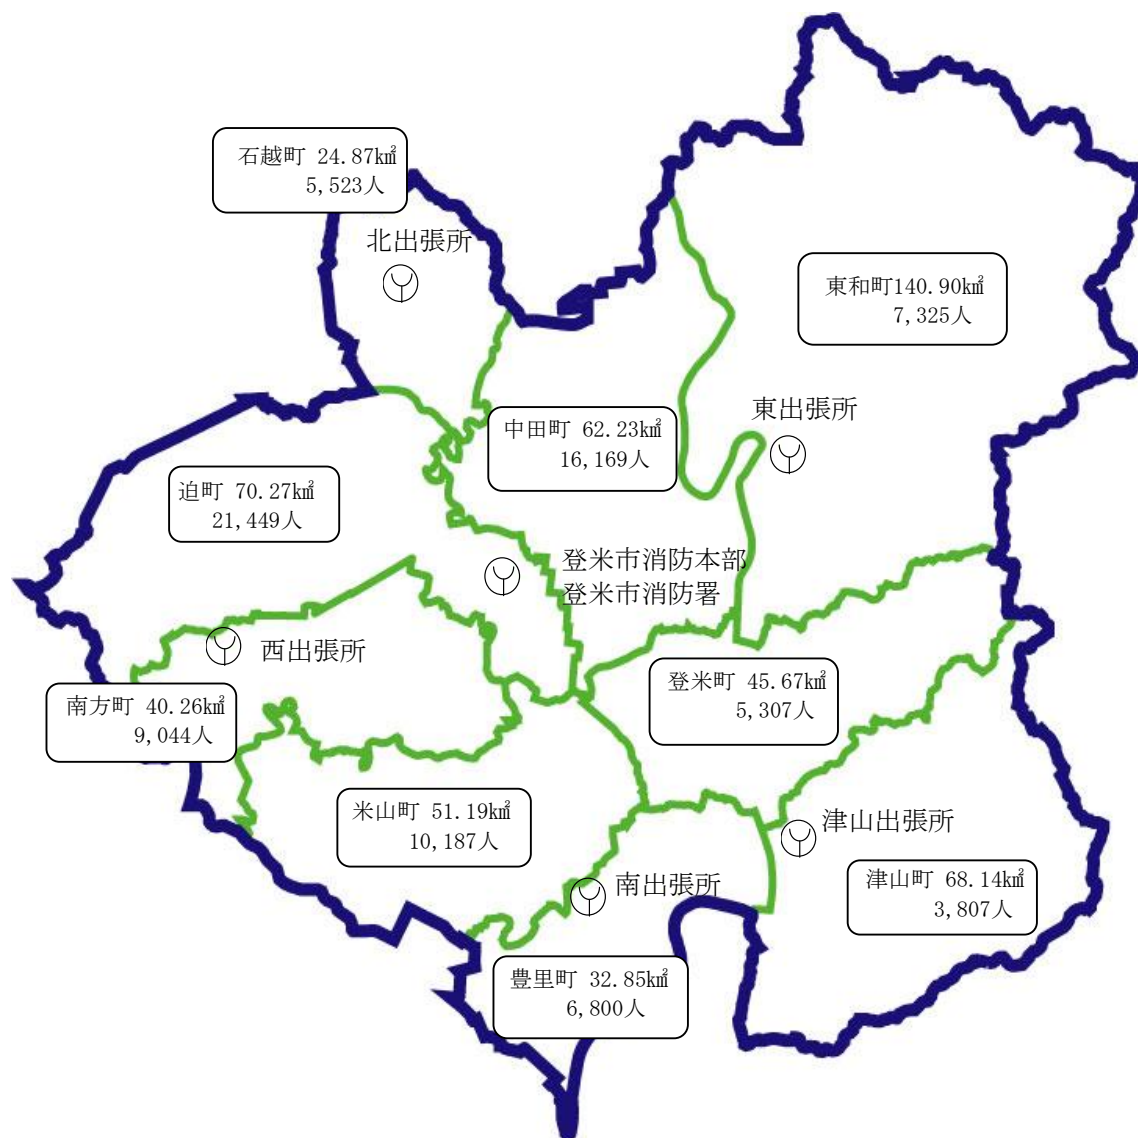 石越町 24.87k㎡
5,523人
北出張所
東和町140.90k㎡
7,325人
東出張所
中田町 62.23k㎡
16,169人
迫町 70.27k㎡
21,449人
登米市消防本部
登米市消防署
西出張所
登米町 45.67k㎡
5,307人
南方町 40.26k㎡
9,044人
米山町 51.19k㎡
10,187人
津山出張所
南出張所
津山町 68.14k㎡
3,807人
豊里町 32.85k㎡
6,800人